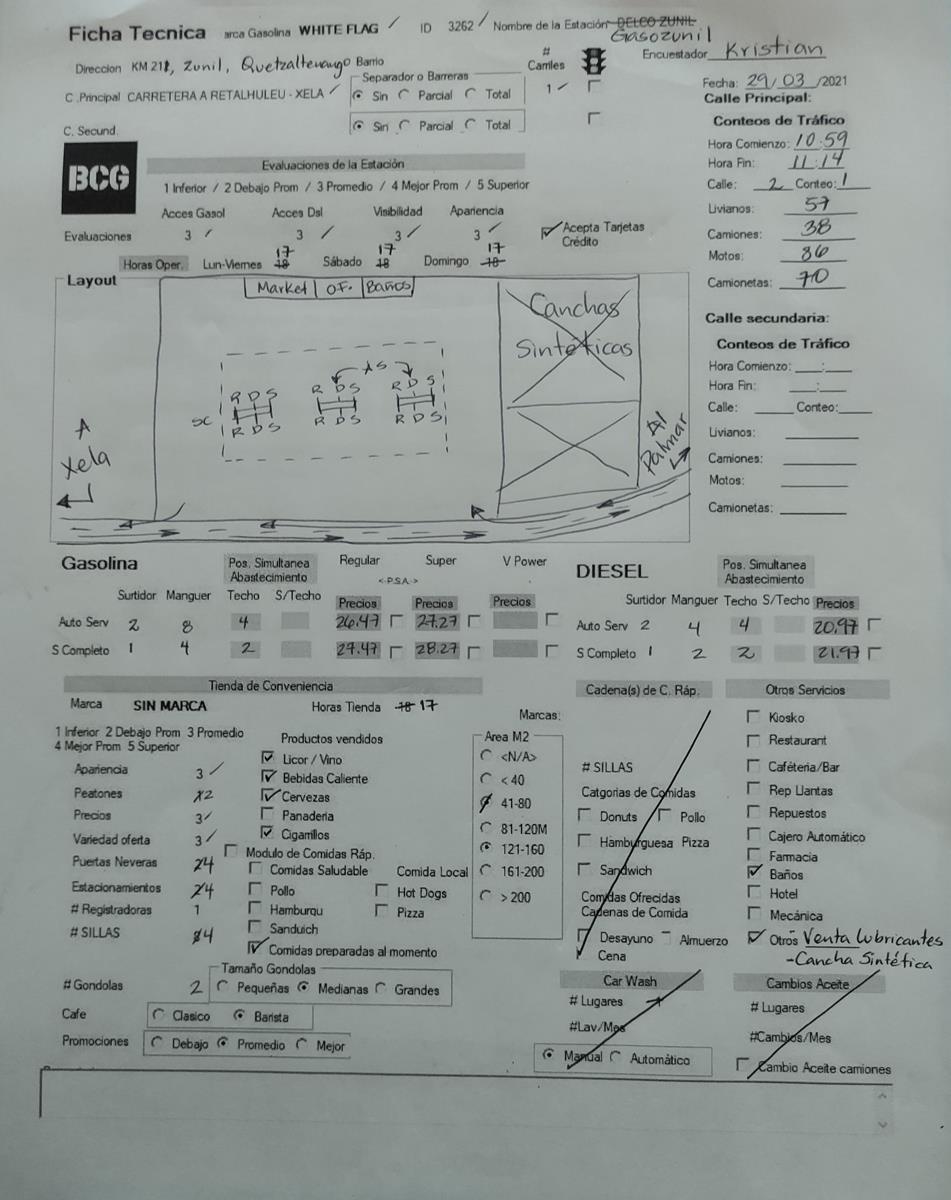 Ficha Tecnica arca Gasolina WHITE FLAG ID 3262 Nombre de la Estación DELCO ZUNIL
Gasozunil
Encuestador Kristian
Direccion KM 211, Zunil, Quetzaltenango Barrio
# Carriles
Separador o Barreras
C .Principal CARRETERA A RETALHULEU - XELA
Sin Parcial Total 1
C. Secund.
Sin Parcial Total
Fecha: 29/03/2021
Calle Principal:
Conteos de Tráfico
Hora Comienzo: 10:59
Hora Fin: 11:14
Calle: 2 Conteo: 1
Livianos: 57
Camiones: 38
Motos: 36
Camionetas: 70
BCG
Evaluaciones de la Estación
1 Inferior / 2 Debajo Prom / 3 Promedio / 4 Mejor Prom / 5 Superior
Acces Gasol Acces Dsl Visibilidad Apariencia
Evaluaciones 3 3 3 3
Acepta Tarjetas
Crédito
Horas Oper. Lun-Viernes 18 17 Sábado 18 17 Domingo 18 17
Layout
Market OF. Baños
Canchas
Sintéticas
AS
R D S R D S R D S
SC
R D S R D S R D S
A
Xela
Al
Palmar
Calle secundaria:
Conteos de Tráfico
Hora Comienzo: :
Hora Fin: :
Calle: Conteo:
Livianos:
Camiones:
Motos:
Camionetas:
Gasolina
Pos. Simultanea
Abastecimiento
Regular Super V Power
<-P.S.A.->
Surtidor Manguer Techo S/Techo Precios Precios Precios
Auto Serv 2 8 4 26.47 27.27
S Completo 1 4 2 27.47 28.27
DIESEL
Pos. Simultanea
Abastecimiento
Surtidor Manguer Techo S/Techo Precios
Auto Serv 2 4 4 20.97
S Completo 1 2 2 21.97
Tienda de Conveniencia
Marca SIN MARCA Horas Tienda 18 17
Marcas:
1 Inferior 2 Debajo Prom 3 Promedio
4 Mejor Prom 5 Superior
Apariencia 3
Peatones 2
Precios 3
Variedad oferta 3
Puertas Neveras 4
Estacionamientos 4
# Registradoras 1
# SILLAS 4
Productos vendidos
Licor / Vino
Bebidas Caliente
Cervezas
Panaderia
Cigarrillos
Modulo de Comidas Ráp.
Comidas Saludable
Pollo
Hamburqu
Sanduich
Comidas preparadas al momento
Comida Local
Hot Dogs
Pizza
Area M2
<N/A>
< 40
41-80
81-120M
121-160
161-200
> 200
# Gondolas 2
Tamaño Gondolas
Pequeñas Medianas Grandes
Cafe Clasico Barista
Promociones Debajo Promedio Mejor
Cadena(s) de C. Ráp.
# SILLAS
Catgorias de Comidas
Donuts Pollo
Hamburguesa Pizza
Sandwich
Comidas Ofrecidas
Cadenas de Comida
Desayuno Almuerzo
Cena
Car Wash
# Lugares
#Lav/Mes
Manual Automático
Otros Servicios
Kiosko
Restaurant
Caféteria/Bar
Rep Llantas
Repuestos
Cajero Automático
Farmacia
Baños
Hotel
Mecánica
Otros Venta Lubricantes
-Cancha Sintética
Cambios Aceite
# Lugares
#Cambios/Mes
Cambio Aceite camiones